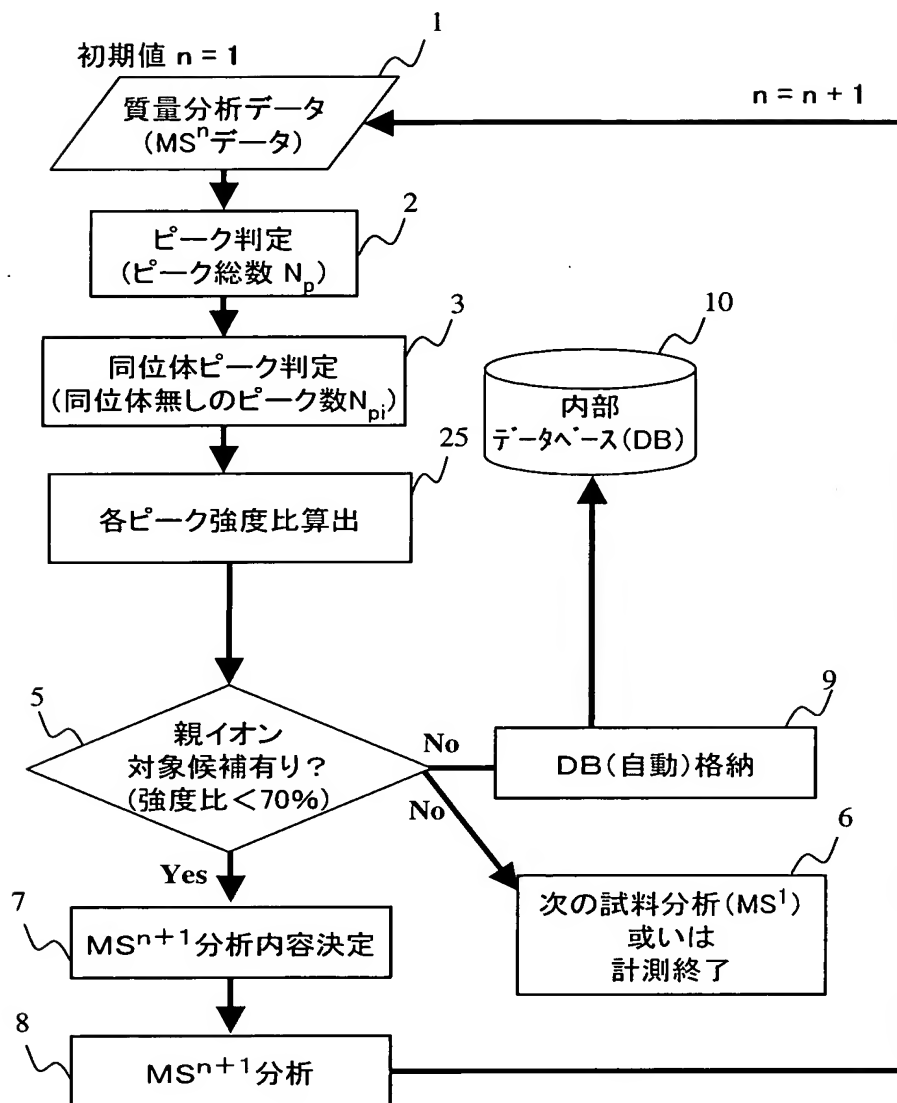 1
初期値 n = 1
質量分析データ
(MSⁿデータ)
n = n + 1
2
ピーク判定
(ピーク総数 Nₚ)
3
同位体ピーク判定
(同位体無しのピーク数Nₚᵢ)
10
内部
データベース(DB)
25
各ピーク強度比算出
5
親イオン
対象候補有り?
(強度比<70%)
No
9
DB(自動)格納
No
6
次の試料分析(MS¹)
或いは
計測終了
Yes
7
MSⁿ⁺¹分析内容決定
8
MSⁿ⁺¹分析